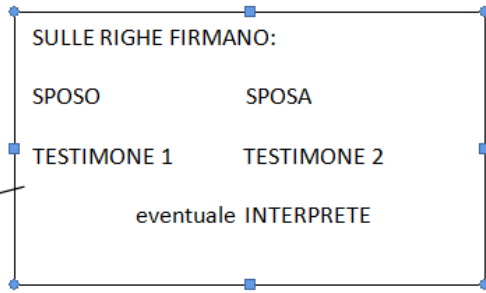 SULLE RIGHE FIRMANO:
SPOSO SPOSA
TESTIMONE 1 TESTIMONE 2
eventuale INTERPRETE